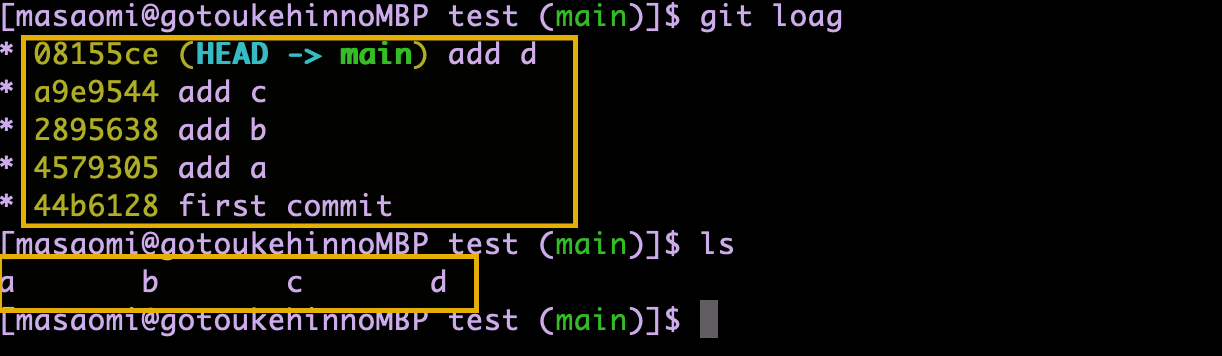 [masaomi@gotoukehinnoMBP test (main)]$ git loag
* 08155ce (HEAD -> main) add d
* a9e9544 add c
* 2895638 add b
* 4579305 add a
* 44b6128 first commit
[masaomi@gotoukehinnoMBP test (main)]$ ls
a b c d
[masaomi@gotoukehinnoMBP test (main)]$